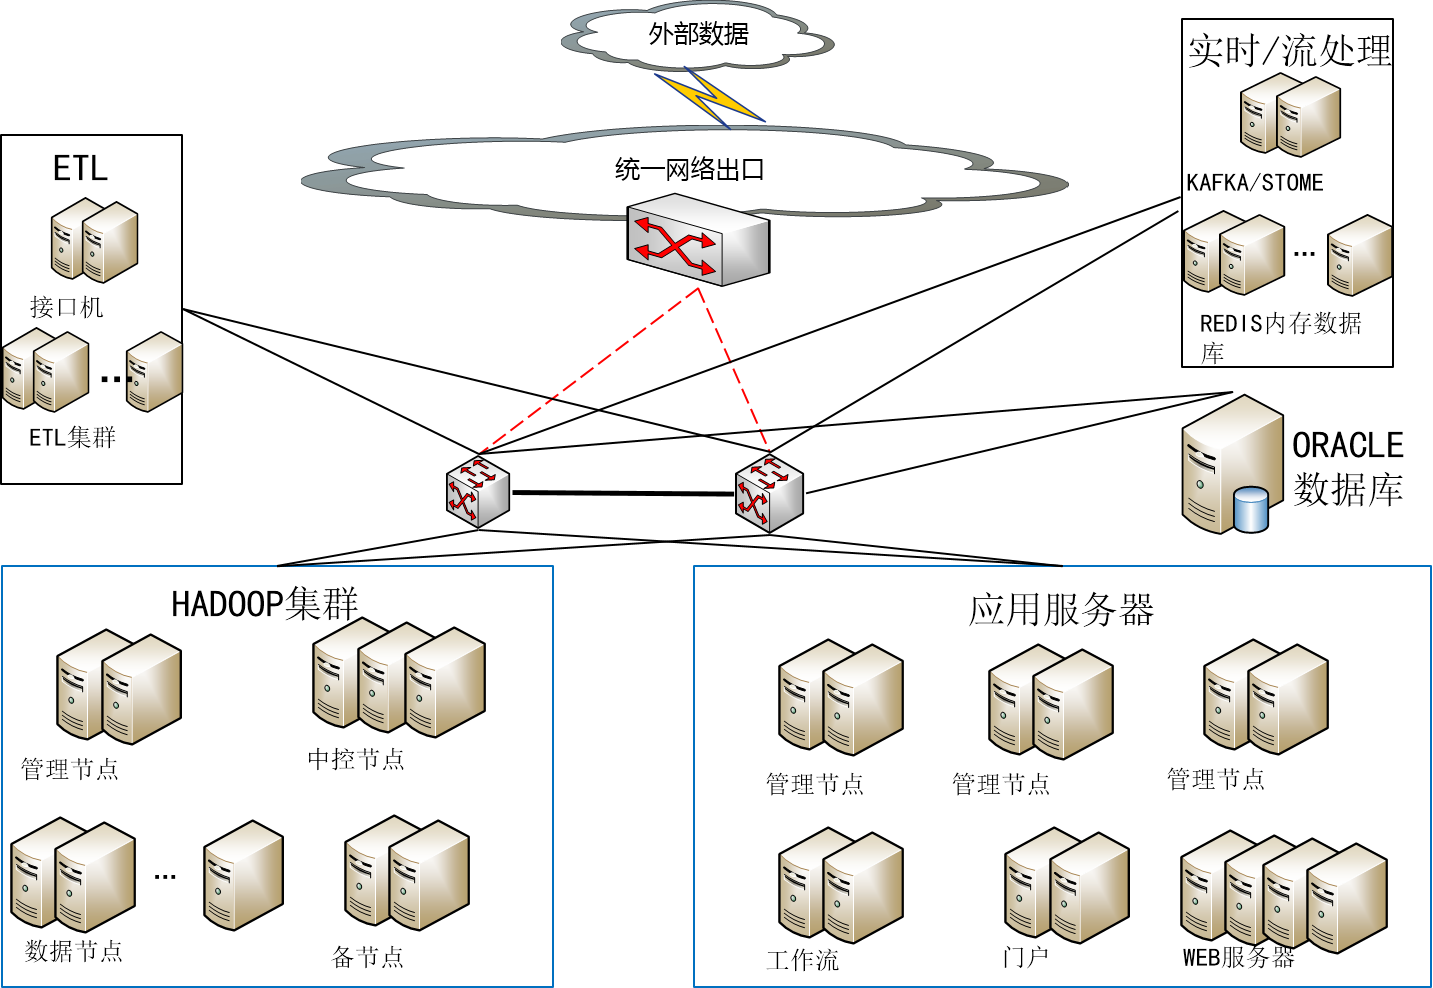 外部数据
统一网络出口
ETL
接口机
...
ETL集群
实时/流处理
KAFKA/STOME
...
REDIS内存数据
库
ORACLE
数据库
HADOOP集群
管理节点
中控节点
...
数据节点
备节点
应用服务器
管理节点
管理节点
管理节点
工作流
门户
WEB服务器